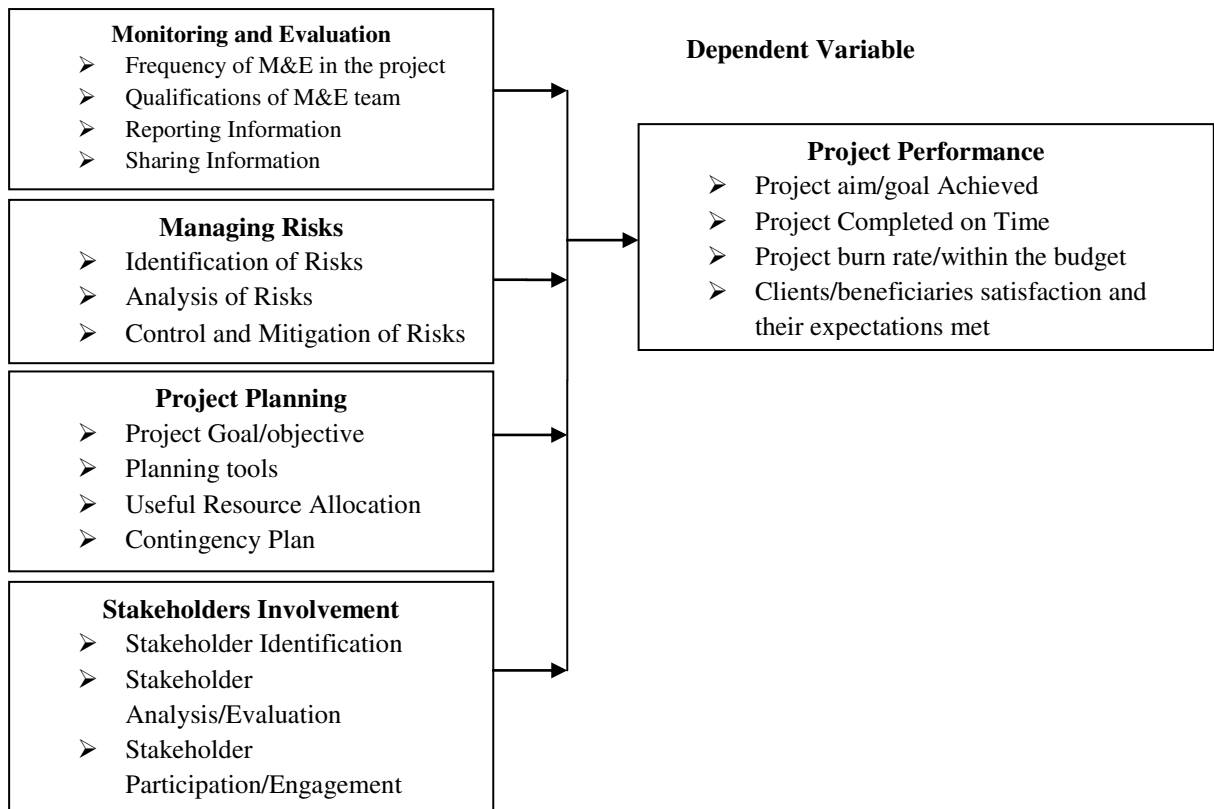 Monitoring and Evaluation
➢ Frequency of M&E in the project
➢ Qualifications of M&E team
➢ Reporting Information
➢ Sharing Information
Managing Risks
➢ Identification of Risks
➢ Analysis of Risks
➢ Control and Mitigation of Risks
Project Planning
➢ Project Goal/objective
➢ Planning tools
➢ Useful Resource Allocation
➢ Contingency Plan
Stakeholders Involvement
➢ Stakeholder Identification
➢ Stakeholder
Analysis/Evaluation
➢ Stakeholder
Participation/Engagement
Dependent Variable
Project Performance
➢ Project aim/goal Achieved
➢ Project Completed on Time
➢ Project burn rate/within the budget
➢ Clients/beneficiaries satisfaction and
their expectations met